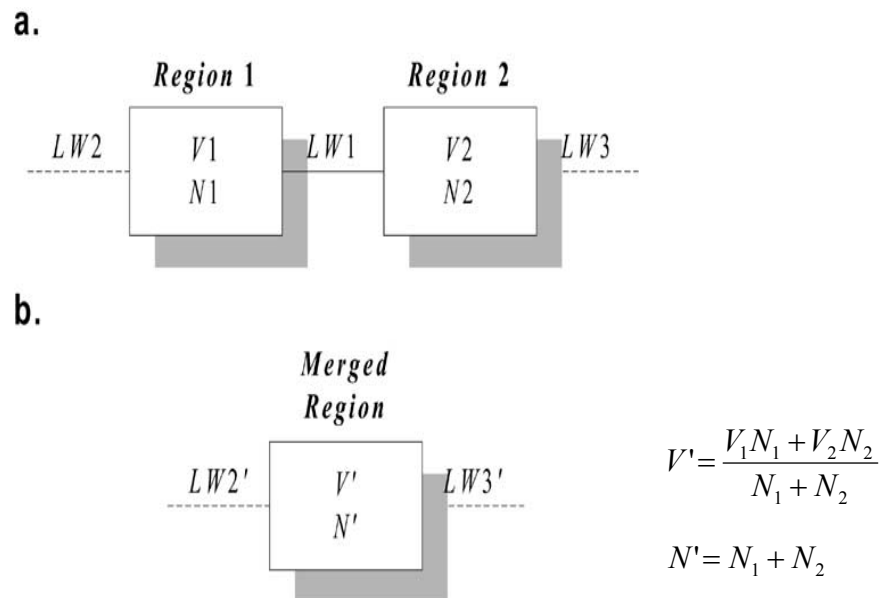 a.
Region 1 Region 2
LW2 V1 LW1 V2 LW3
N1 N2
b.
Merged
Region
LW2' V' LW3'
N'
V'= (V₁N₁ + V₂N₂) / (N₁ + N₂)
N'= N₁ + N₂